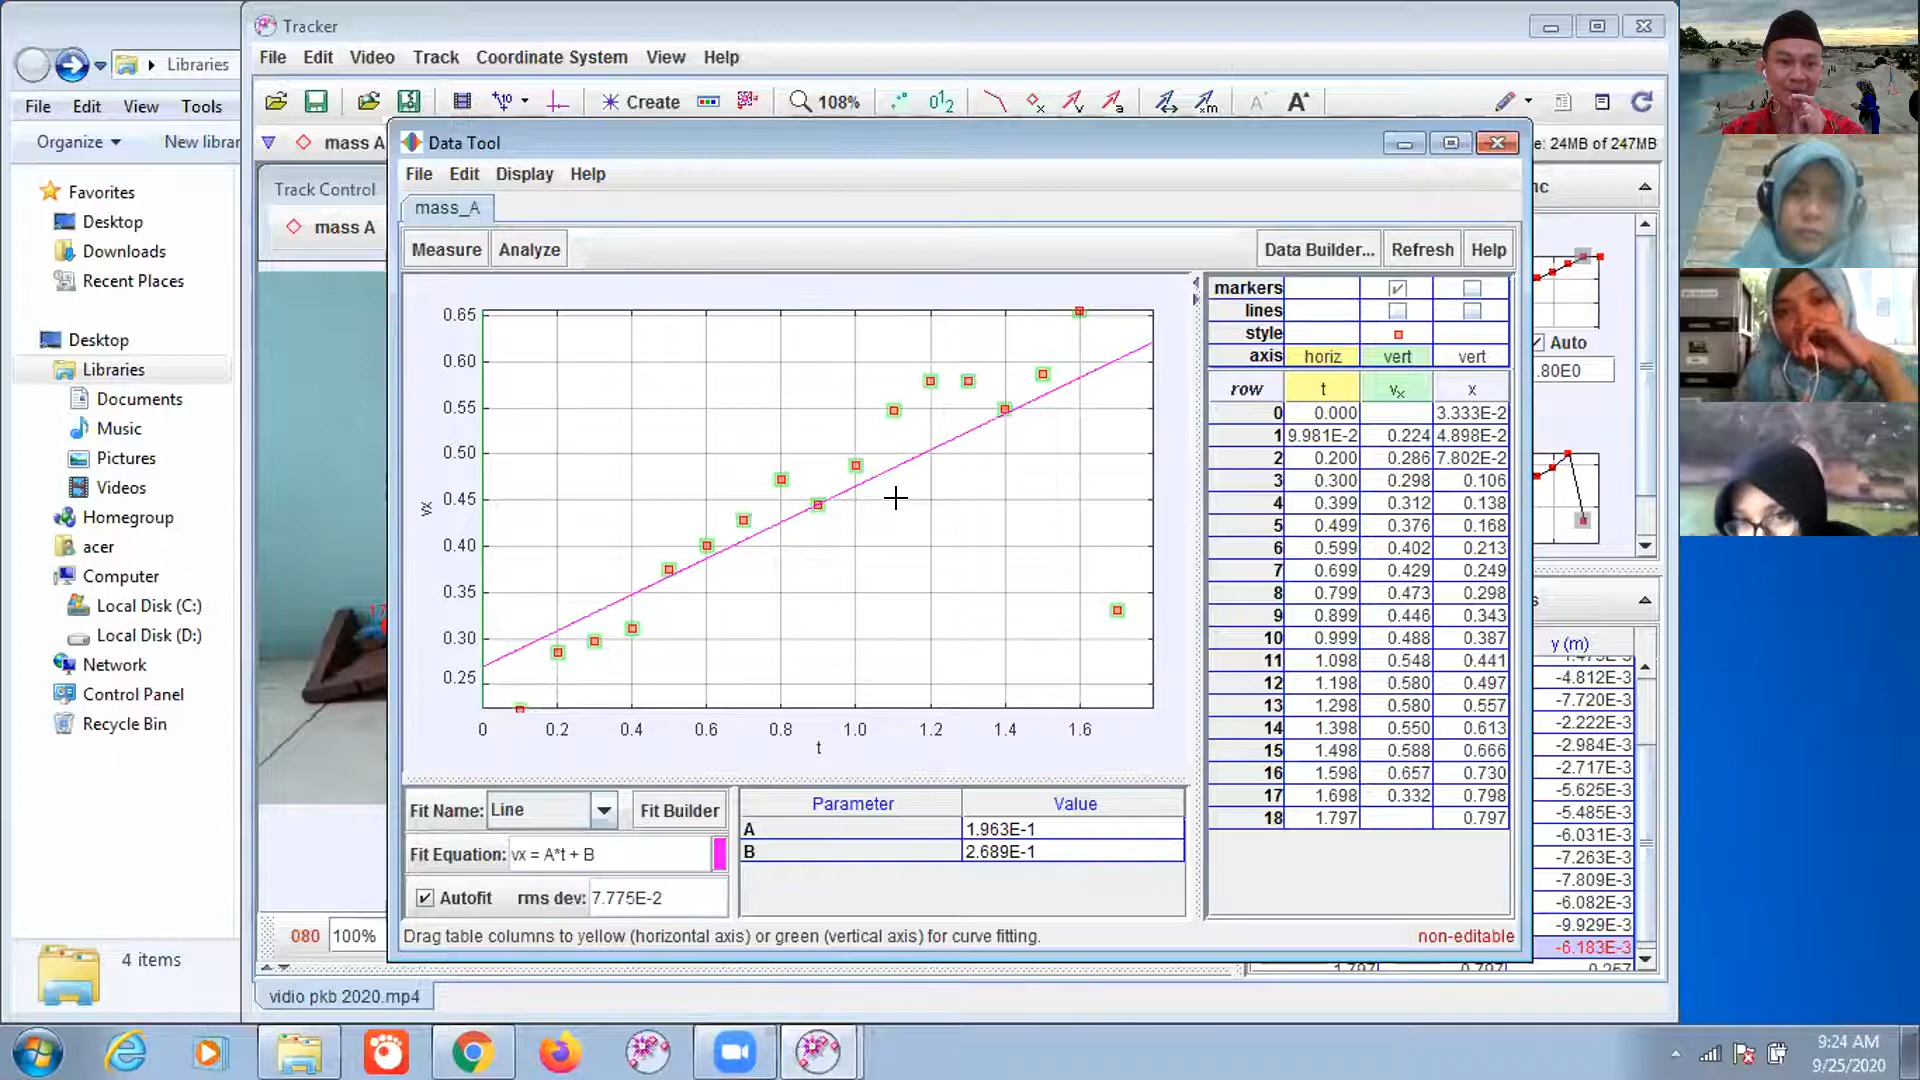 Tracker
File Edit Video Track Coordinate System View Help
Libraries
File Edit View Tools
Create 108%
Organize New librar
mass A
Data Tool
e: 24MB of 247MB
File Edit Display Help
Track Control
mass_A
mass A
Measure Analyze Data Builder... Refresh Help
Favorites
Desktop
Downloads
Recent Places
Desktop
Libraries
Documents
Music
Pictures
Videos
Homegroup
acer
Computer
Local Disk (C:)
Local Disk (D:)
Network
Control Panel
Recycle Bin
4 items
0.65
0.60
0.55
0.50
0.45
0.40
0.35
0.30
0.25
vx
0 0.2 0.4 0.6 0.8 1.0 1.2 1.4 1.6
t
markers
lines
style
axis horiz vert vert
row t vx x
0 0.000 3.333E-2
1 9.981E-2 0.224 4.898E-2
2 0.200 0.286 7.802E-2
3 0.300 0.298 0.106
4 0.399 0.312 0.138
5 0.499 0.376 0.168
6 0.599 0.402 0.213
7 0.699 0.429 0.249
8 0.799 0.473 0.298
9 0.899 0.446 0.343
10 0.999 0.488 0.387
11 1.098 0.548 0.441
12 1.198 0.580 0.497
13 1.298 0.580 0.557
14 1.398 0.550 0.613
15 1.498 0.588 0.666
16 1.598 0.657 0.730
17 1.698 0.332 0.798
18 1.797 0.797
Auto
.80E0
y (m)
-4.812E-3
-7.720E-3
-2.222E-3
-2.984E-3
-2.717E-3
-5.625E-3
-5.485E-3
-6.031E-3
-7.263E-3
-7.809E-3
-6.082E-3
-9.929E-3
-6.183E-3
Fit Name: Line Fit Builder
Fit Equation: vx = A*t + B
Autofit rms dev: 7.775E-2
Parameter Value
A 1.963E-1
B 2.689E-1
080 100%
Drag table columns to yellow (horizontal axis) or green (vertical axis) for curve fitting.
non-editable
vidio pkb 2020.mp4
9:24 AM
9/25/2020